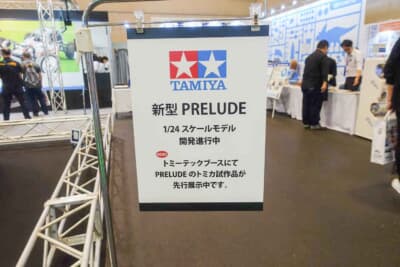 TAMIYA
新型 PRELUDE
1/24 スケールモデル
開発進行中
トミーテックブースにて
PRELUDEのトミカ試作品が
先行展示中です。